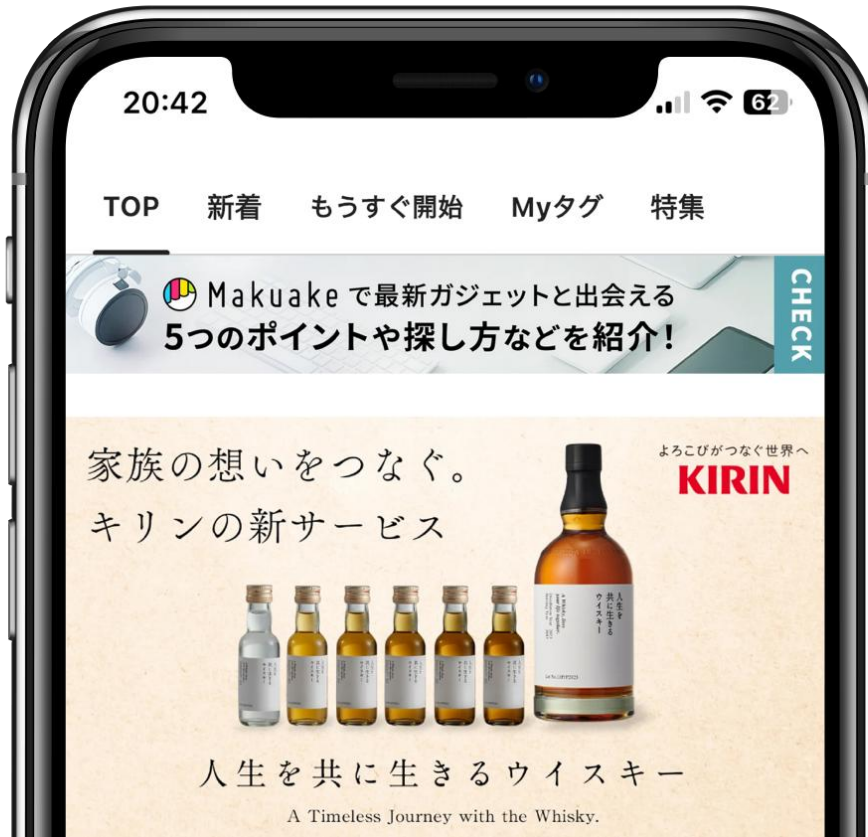 20:42
62
TOP 新着 もうすぐ開始 Myタグ 特集
Makuake で最新ガジェットと出会える
5つのポイントや探し方などを紹介!
CHECK
家族の想いをつなぐ。
キリンの新サービス
よろこびがつなぐ世界へ
KIRIN
人生を
共に生きる
ウイスキー
人生を共に生きるウイスキー
A Timeless Journey with the Whisky.